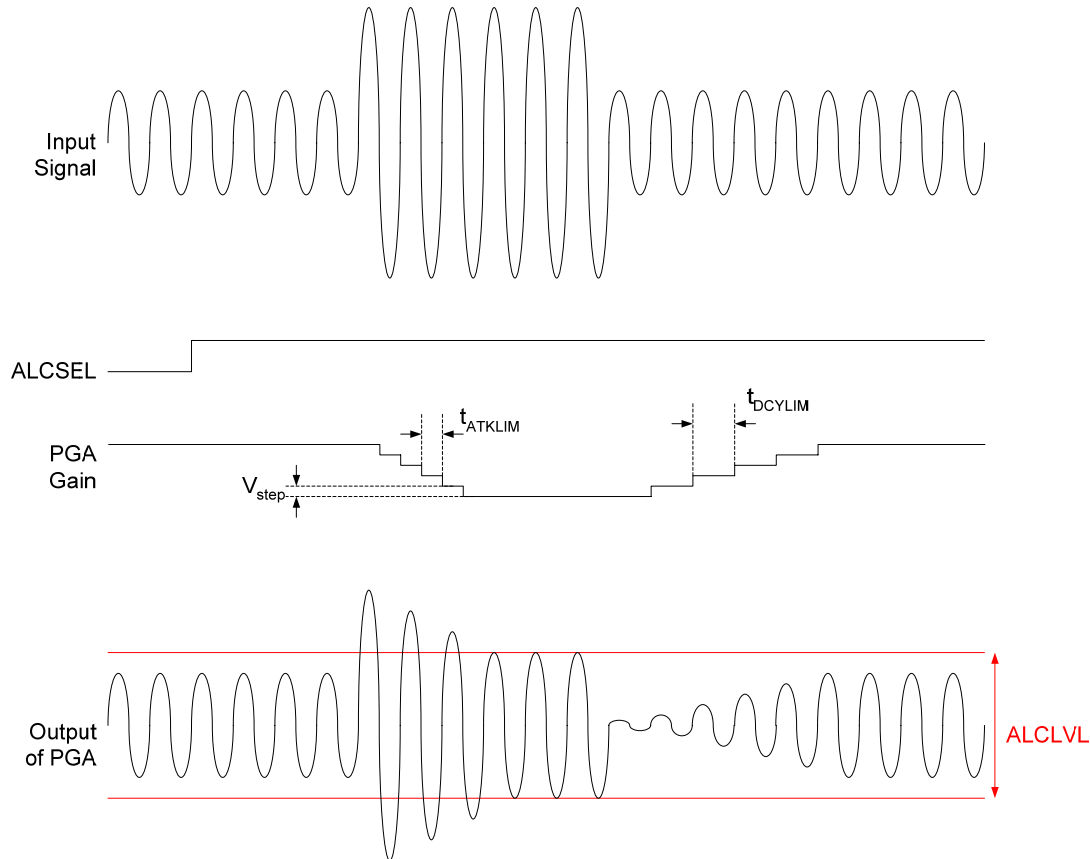 Input
Signal
ALCSEL
tATKLIM
tDCYLIM
PGA
Gain
Vstep
Output
of PGA
ALCLVL